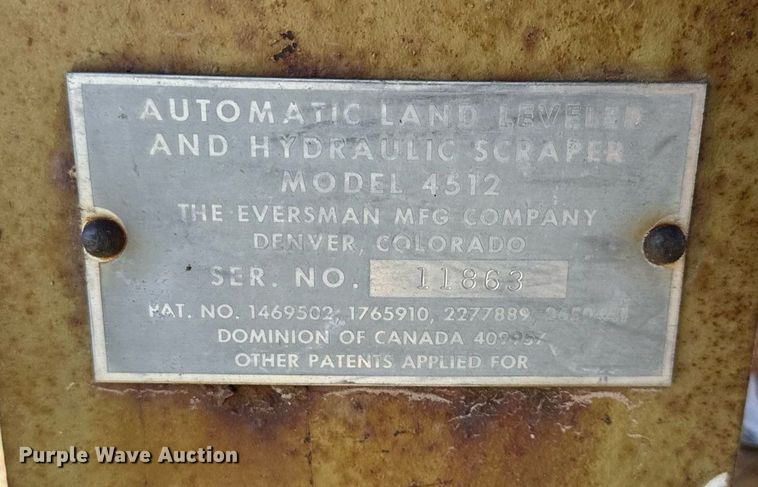 AUTOMATIC LAND LEVELER
AND HYDRAULIC SCRAPER
MODEL 4512
THE EVERSMAN MFG COMPANY
DENVER, COLORADO
SER. NO. 11863
PAT. NO. 1469502, 1765910, 2277889,
DOMINION OF CANADA
OTHER PATENTS APPLIED FOR
Purple Wave Auction